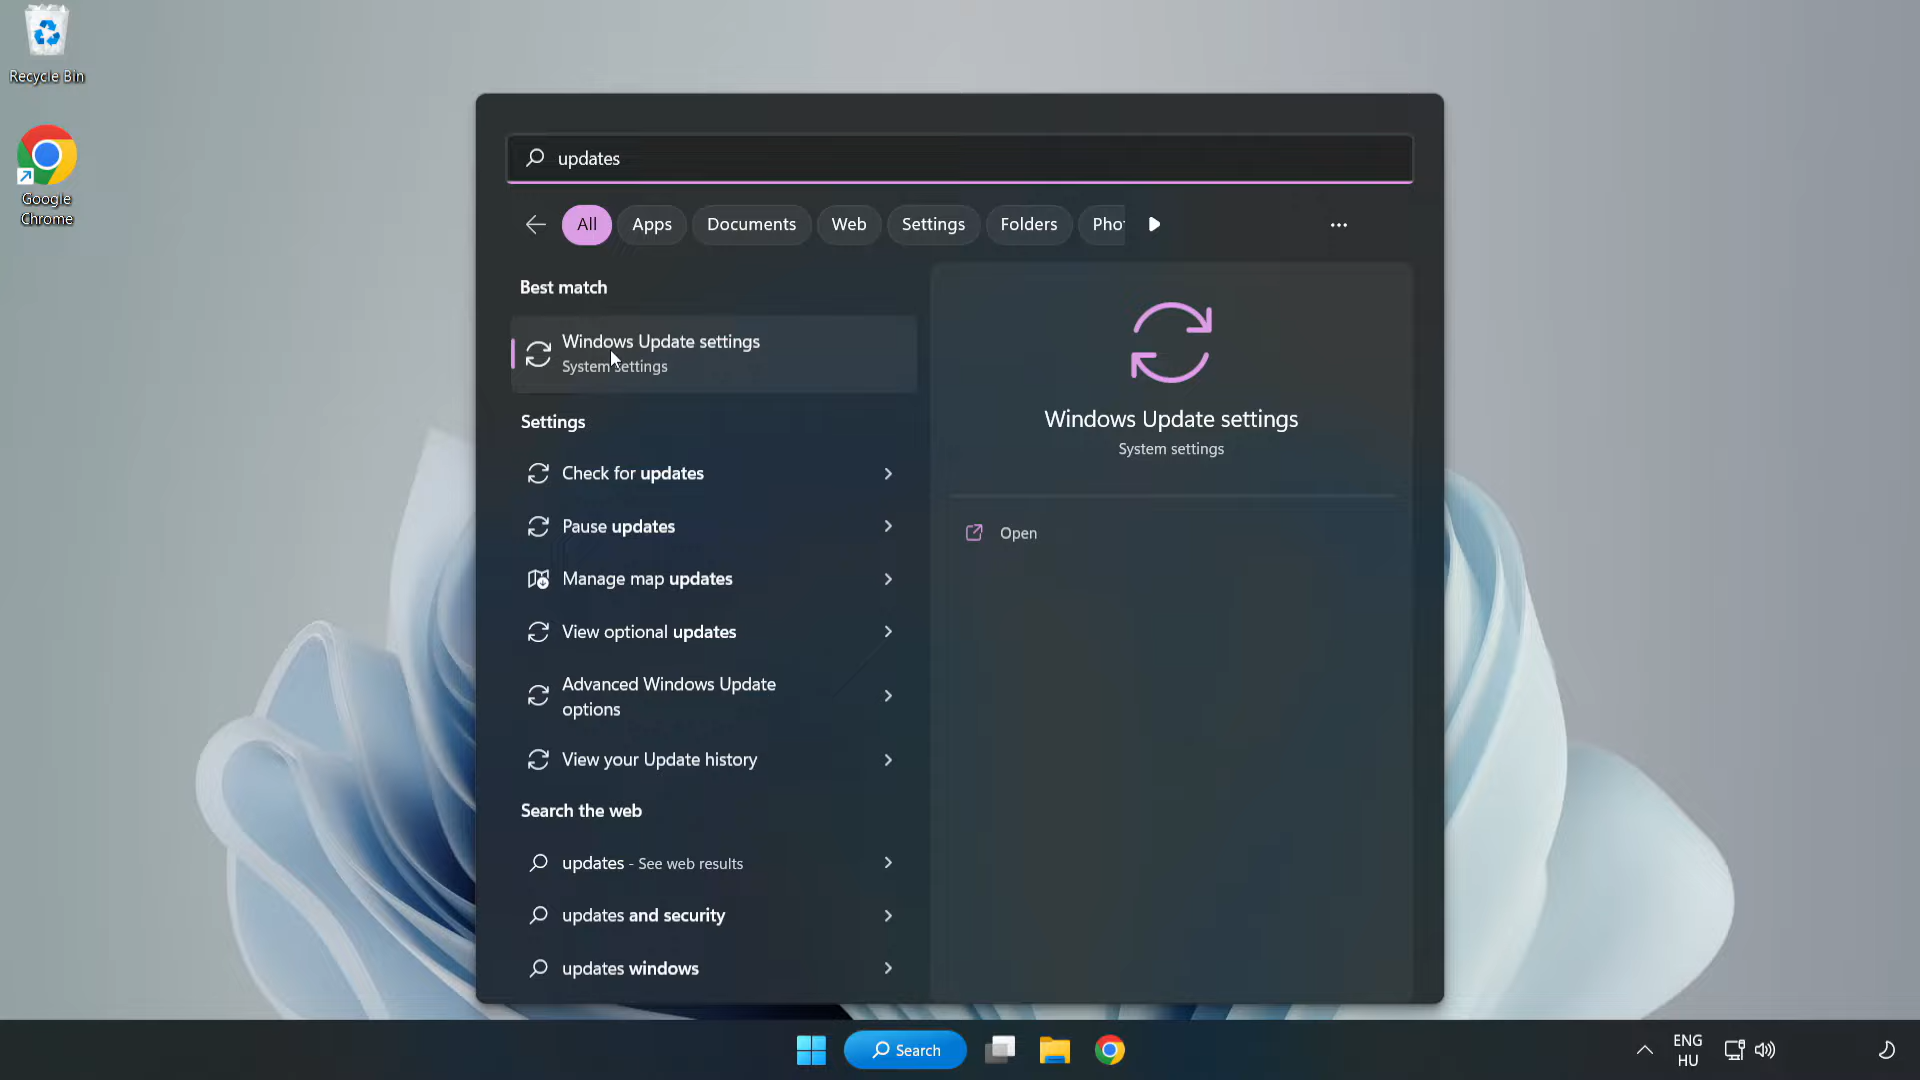 Recycle Bin
Google
Chrome
updates
All
Apps
Documents
Web
Settings
Folders
Best match
Windows Update settings
System settings
Settings
Check for updates
Pause updates
Manage map updates
View optional updates
Advanced Windows Update
options
View your Update history
Search the web
updates - See web results
updates and security
updates windows
Windows Update settings
System settings
Open
Search
ENG
HU